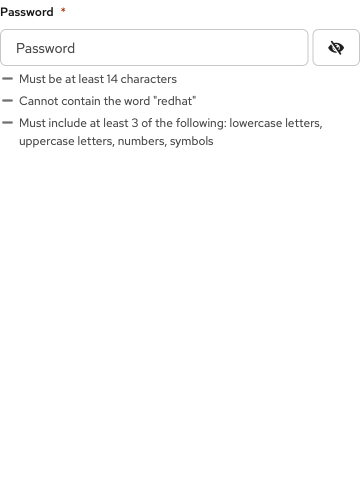 Password *
Password
Must be at least 14 characters
Cannot contain the word "redhat"
Must include at least 3 of the following: lowercase letters,
uppercase letters, numbers, symbols